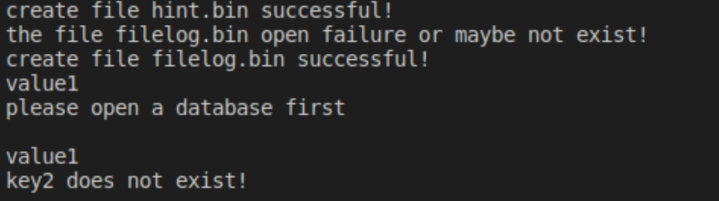 create file hint.bin successful!
the file filelog.bin open failure or maybe not exist!
create file filelog.bin successful!
value1
please open a database first

value1
key2 does not exist!